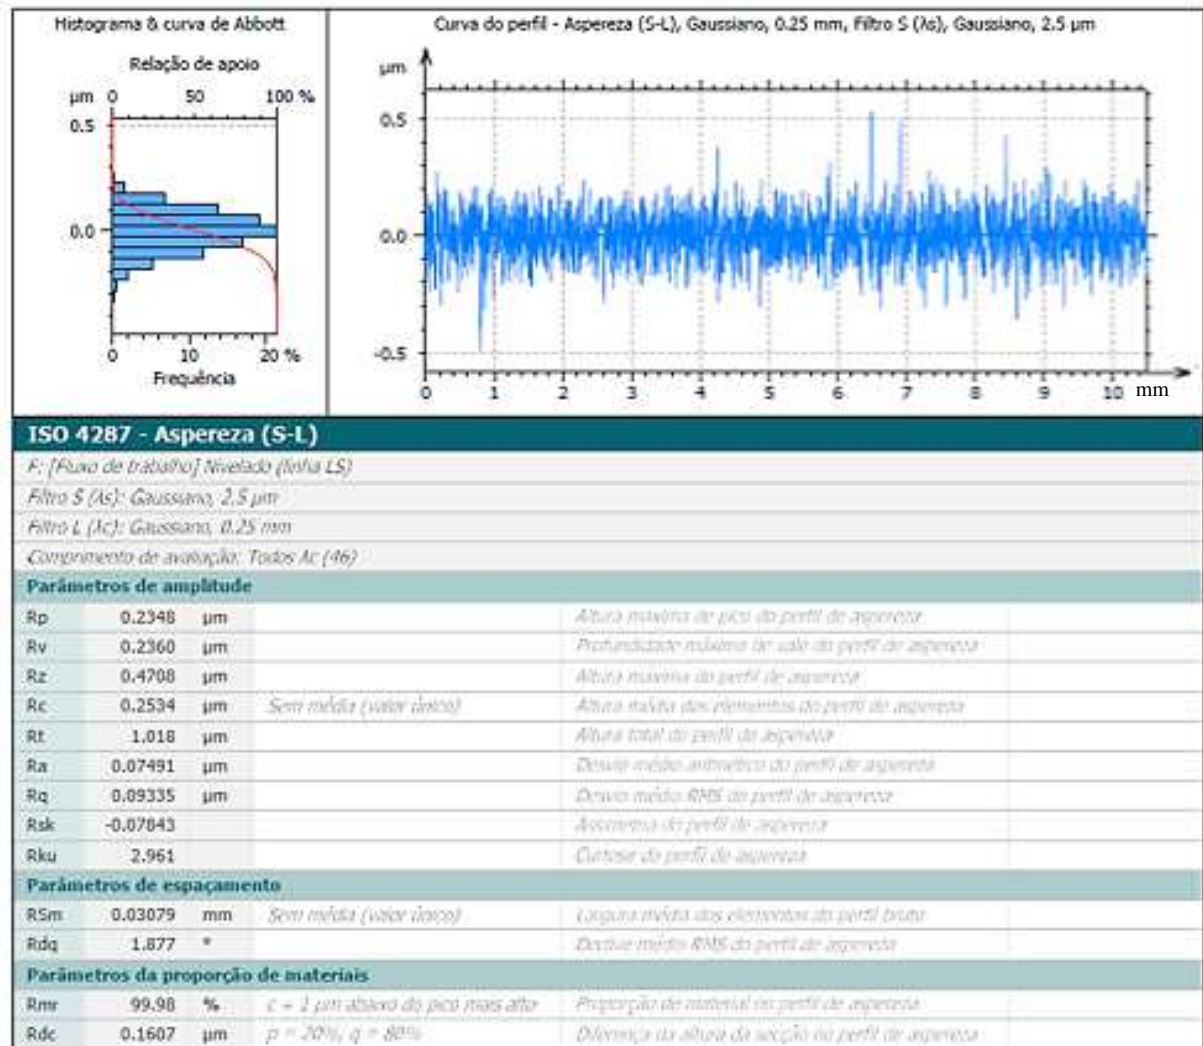 Histograma & curva de Abbott
Relação de apoio
µm 0 50 100 %
0.5
0.0
0 10 20 %
Frequência
Curva do perfil - Aspereza (S-L), Gaussiano, 0.25 mm, Filtro S (λs), Gaussiano, 2.5 µm
µm
0.5
0.0
-0.5
0 1 2 3 4 5 6 7 8 9 10 mm
ISO 4287 - Aspereza (S-L)
F: [Fluxo de trabalho] Nivelado (linha LS)
Filtro S (λs): Gaussiano, 2.5 µm
Filtro L (λc): Gaussiano, 0.25 mm
Comprimento de avaliação: Todos λc (46)
Parâmetros de amplitude
Rp 0.2348 µm Altura máxima de pico do perfil de aspereza
Rv 0.2360 µm Profundidade máxima de vale do perfil de aspereza
Rz 0.4708 µm Altura máxima do perfil de aspereza
Rc 0.2534 µm Sem média (valor único) Altura média dos elementos do perfil de aspereza
Rt 1.018 µm Altura total do perfil de aspereza
Ra 0.07491 µm Desvio médio aritmético do perfil de aspereza
Rq 0.09335 µm Desvio médio RMS do perfil de aspereza
Rsk -0.07843 Assimetria do perfil de aspereza
Rku 2.961 Curtose do perfil de aspereza
Parâmetros de espaçamento
RSm 0.03079 mm Sem média (valor único) Largura média dos elementos do perfil bruto
Rdq 1.877 ° Declive médio RMS do perfil de aspereza
Parâmetros da proporção de materiais
Rmr 99.98 % c = 1 µm abaixo do pico mais alto Proporção de material no perfil de aspereza
Rdc 0.1607 µm p = 20%, q = 80% Diferença da altura da secção no perfil de aspereza